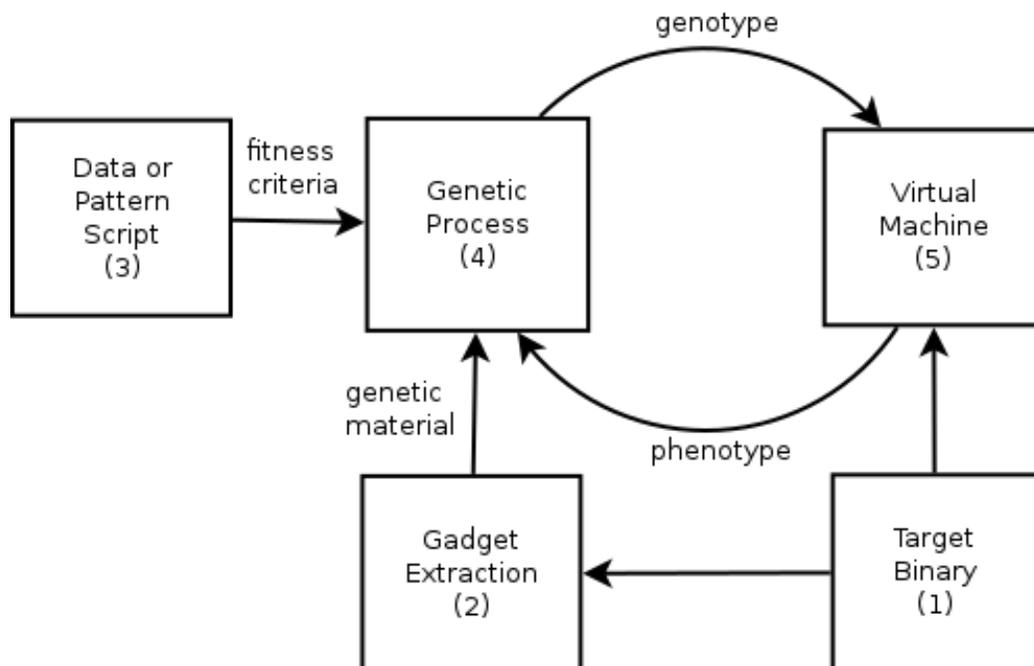 genotype
Data or
Pattern
Script
(3)
fitness
criteria
Genetic
Process
(4)
Virtual
Machine
(5)
genetic
material
phenotype
Gadget
Extraction
(2)
Target
Binary
(1)